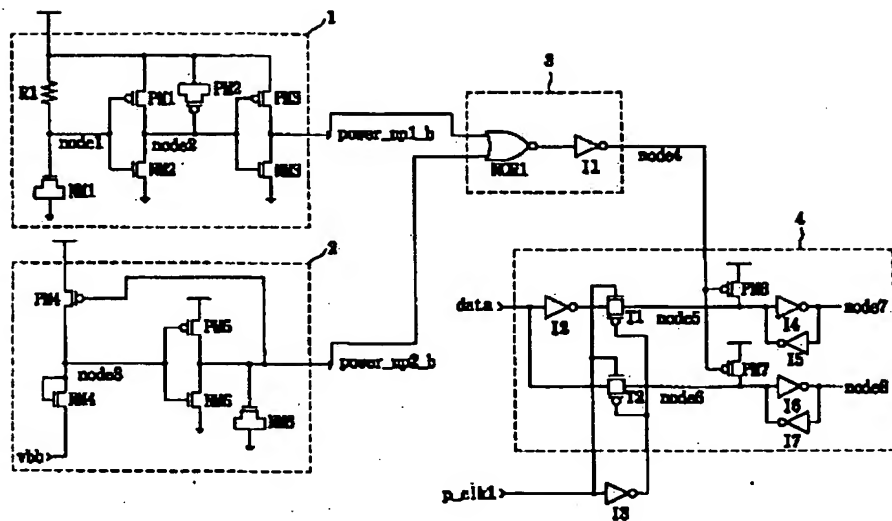 1
R1
PM1
PM2
PM3
node1
node2
NM1
NM2
NM3
power_up1_b
3
NOR1
I1
node4
2
PM4
PM5
node3
NM4
NM6
NM5
vbb
power_up2_b
4
data
I2
T1
node5
PM6
I4
node7
I5
PM7
T2
node6
I6
node8
I7
p_clk1
I3